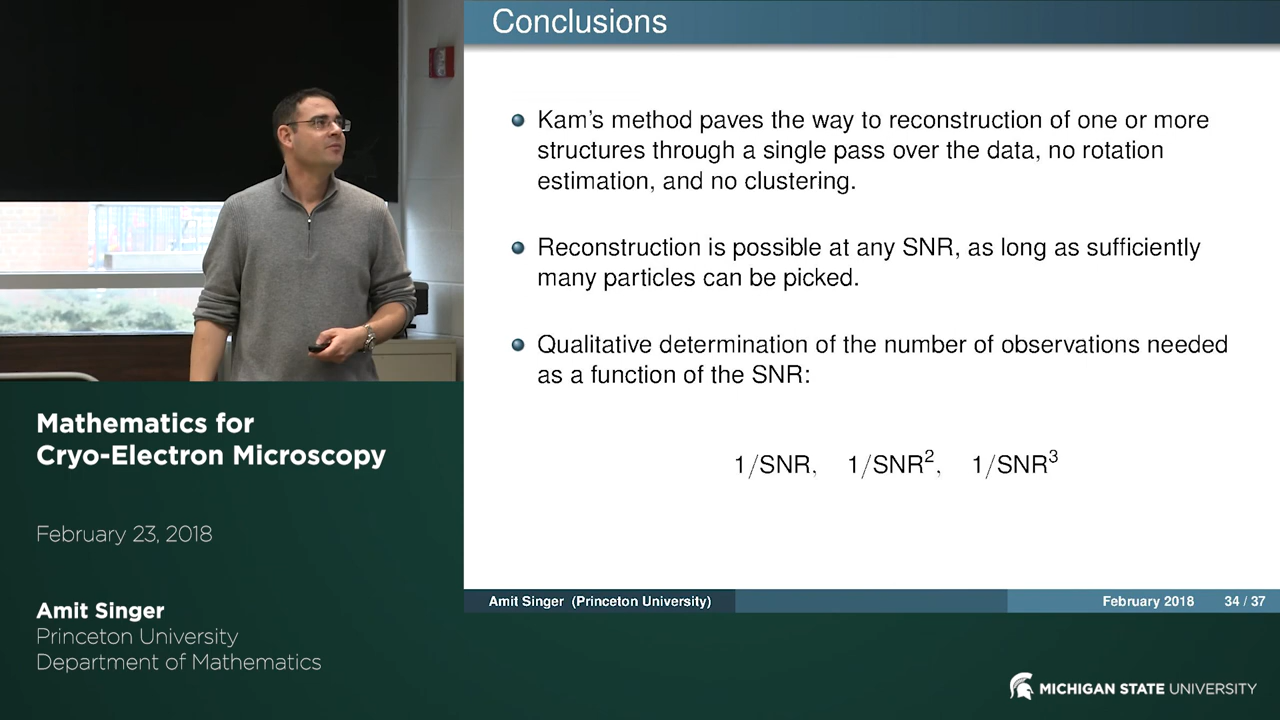 Conclusions
Kam's method paves the way to reconstruction of one or more
structures through a single pass over the data, no rotation
estimation, and no clustering.
Reconstruction is possible at any SNR, as long as sufficiently
many particles can be picked.
Qualitative determination of the number of observations needed
as a function of the SNR:
1/SNR, 1/SNR², 1/SNR³
Amit Singer (Princeton University)
February 2018 34 / 37
Mathematics for
Cryo-Electron Microscopy
February 23, 2018
Amit Singer
Princeton University
Department of Mathematics
MICHIGAN STATE UNIVERSITY